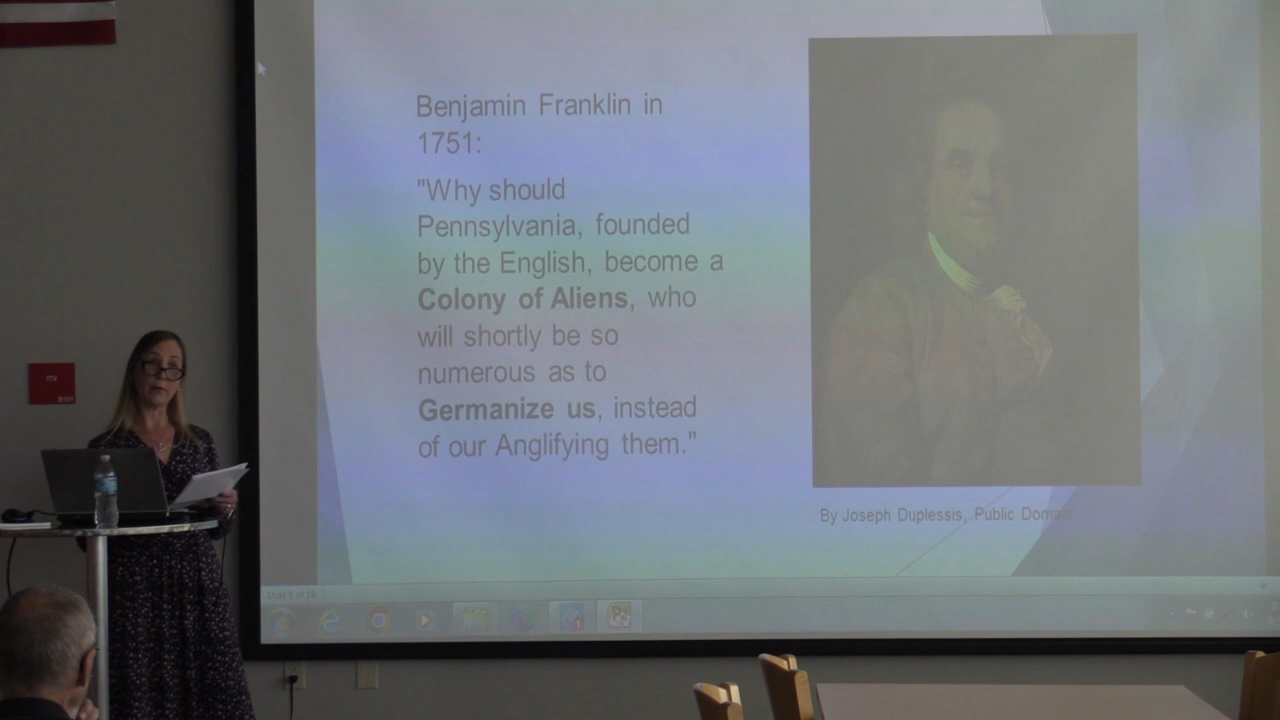 Benjamin Franklin in
1751:
"Why should
Pennsylvania, founded
by the English, become a
Colony of Aliens, who
will shortly be so
numerous as to
Germanize us, instead
of our Anglifying them."
By Joseph Duplessis, Public Domain
ITV